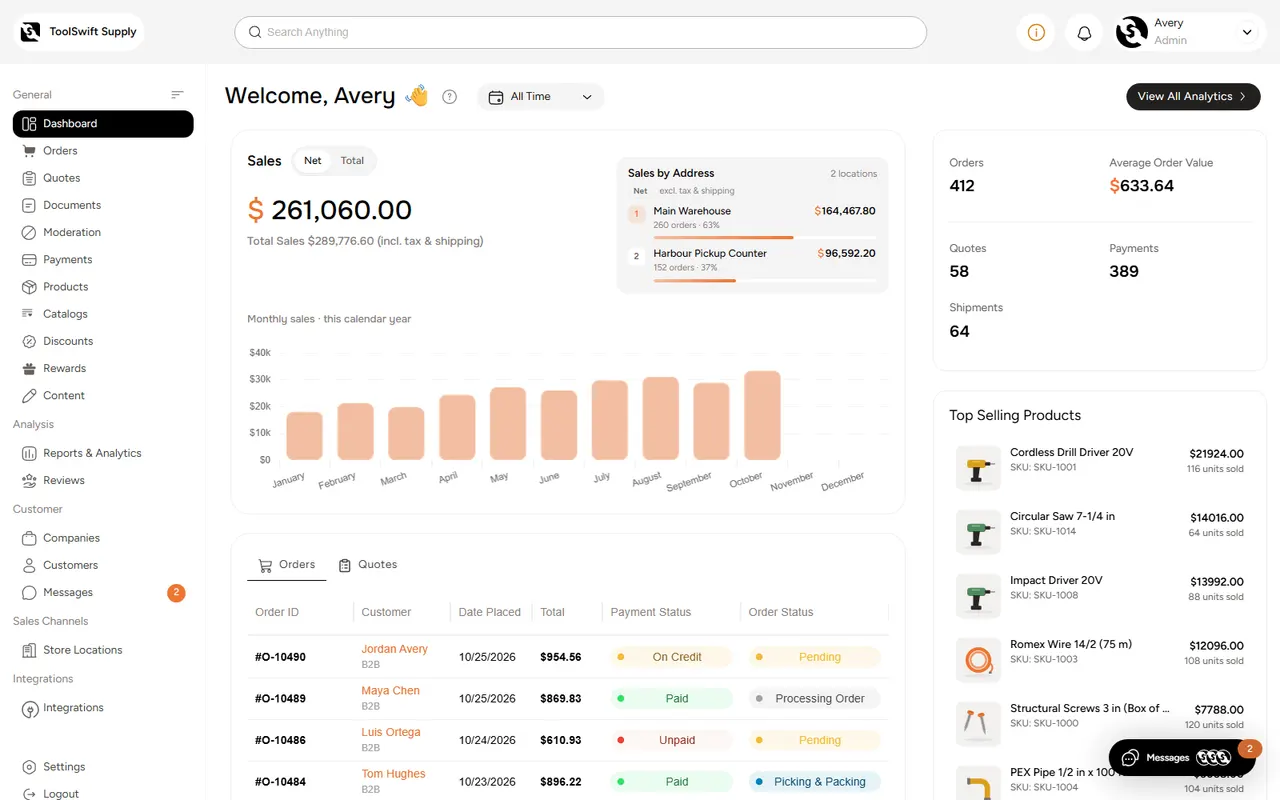 ToolSwift Supply
Search Anything
Avery
Admin
General
Dashboard
Orders
Quotes
Documents
Moderation
Payments
Products
Catalogs
Discounts
Rewards
Content
Analysis
Reports & Analytics
Reviews
Customer
Companies
Customers
Messages
2
Sales Channels
Store Locations
Integrations
Integrations
Settings
Logout
Welcome, Avery
All Time
View All Analytics
Sales
Net
Total
$ 261,060.00
Total Sales $289,776.60 (incl. tax & shipping)
Sales by Address
2 locations
Net
excl. tax & shipping
1
Main Warehouse
$164,467.80
260 orders · 63%
2
Harbour Pickup Counter
$96,592.20
152 orders · 37%
Monthly sales · this calendar year
$40k
$30k
$20k
$10k
$0
January
February
March
April
May
June
July
August
September
October
November
December
Orders
Quotes
Order ID Customer Date Placed Total Payment Status Order Status
#O-10490 Jordan Avery 10/25/2026 $954.56 On Credit Pending
B2B
#O-10489 Maya Chen 10/25/2026 $869.83 Paid Processing Order
B2B
#O-10486 Luis Ortega 10/24/2026 $610.93 Unpaid Pending
B2B
#O-10484 Tom Hughes 10/23/2026 $896.22 Paid Picking & Packing
B2B
Orders
412
Average Order Value
$633.64
Quotes
58
Payments
389
Shipments
64
Top Selling Products
Cordless Drill Driver 20V
$21924.00
SKU: SKU-1001
116 units sold
Circular Saw 7-1/4 in
$14016.00
SKU: SKU-1014
64 units sold
Impact Driver 20V
$13992.00
SKU: SKU-1008
88 units sold
Romex Wire 14/2 (75 m)
$12096.00
SKU: SKU-1003
108 units sold
Structural Screws 3 in (Box of ...
$7788.00
SKU: SKU-1000
120 units sold
PEX Pipe 1/2 in x 100
SKU: SKU-1004
104 units sold
Messages
2